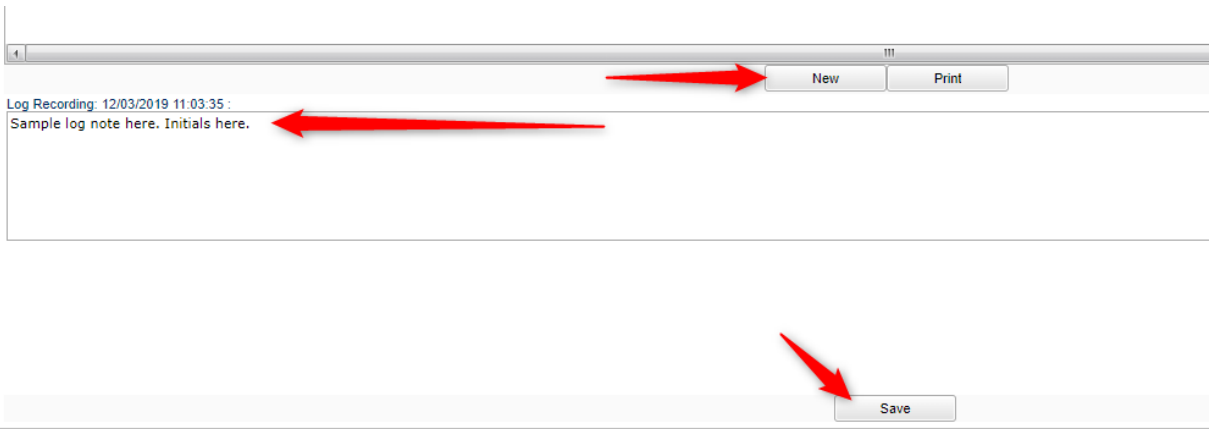 New Print
Log Recording: 12/03/2019 11:03:35 :
Sample log note here. Initials here.
Save